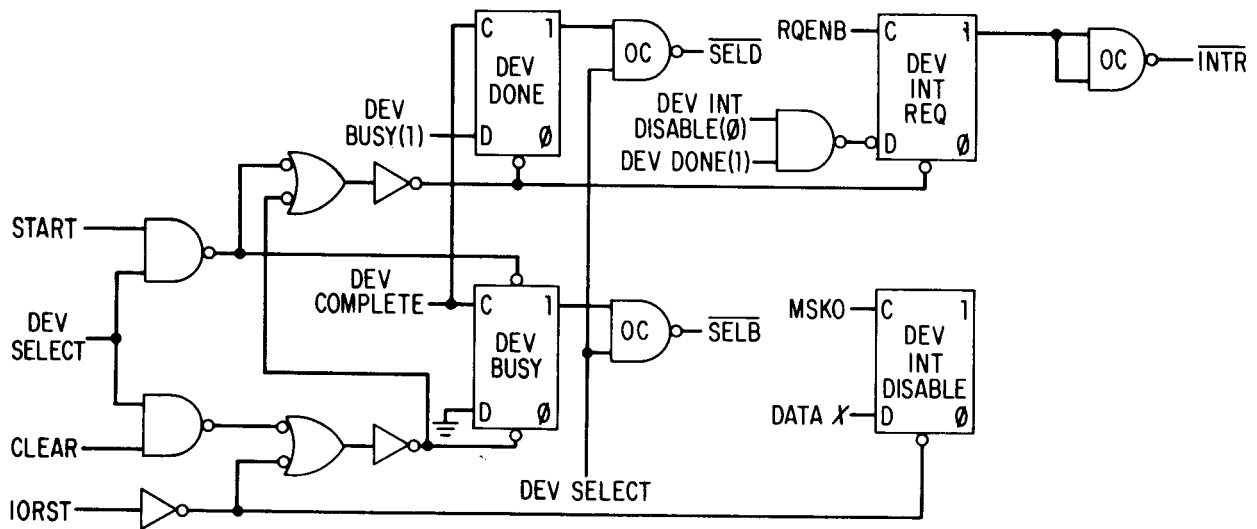 C 1
DEV
DONE
D Ø
OC
SELD
RQENB
C 1
DEV
INT
REQ
D Ø
OC
INTR
DEV
BUSY(1)
DEV INT
DISABLE(Ø)
DEV DONE(1)
START
DEV
SELECT
CLEAR
IORST
DEV
COMPLETE
C 1
DEV
BUSY
D Ø
OC
SELB
DEV SELECT
MSKO
C 1
DEV
INT
DISABLE
DATA X
D Ø